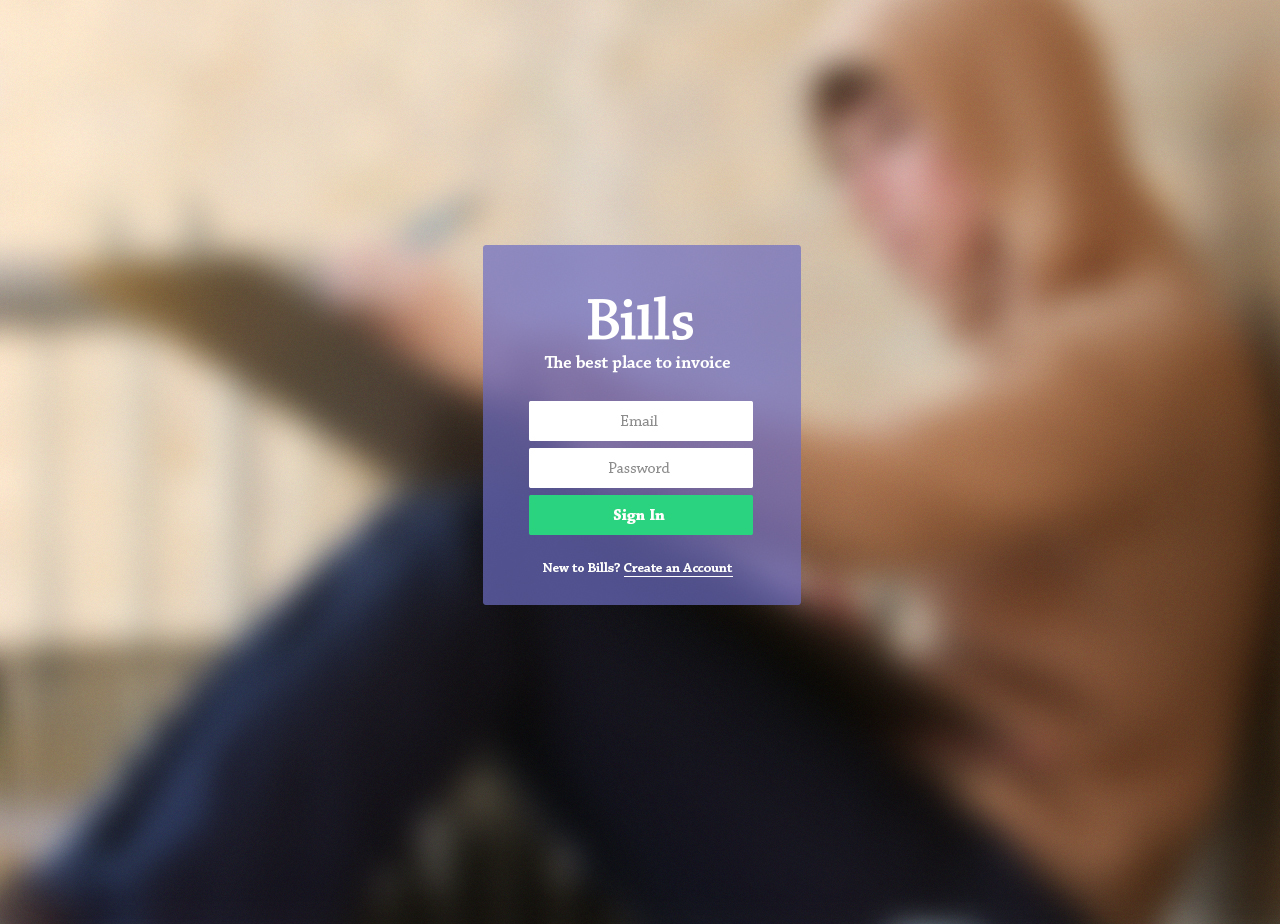 Bills
The best place to invoice
Email
Password
Sign In
New to Bills? Create an Account